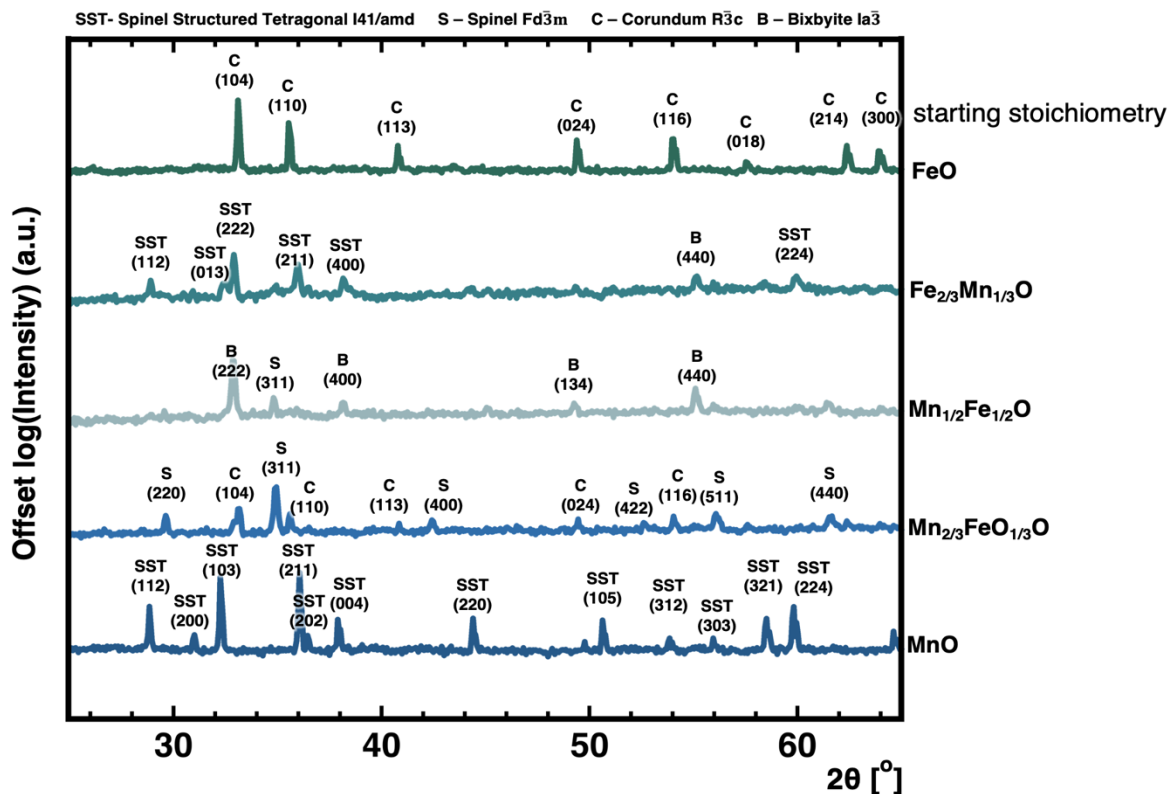 SST- Spinel Structured Tetragonal I41/amd S – Spinel Fd3̄m C – Corundum R3̄c B – Bixbyite Ia3̄
starting stoichiometry
C
(104)
C
(110)
C
(113)
C
(024)
C
(116)
C
(018)
C
(214)
C
(300)
FeO
SST
(112)
SST
(013)
SST
(222)
SST
(211)
SST
(400)
B
(440)
SST
(224)
Fe2/3Mn1/3O
B
(222)
S
(311)
B
(400)
B
(134)
B
(440)
Mn1/2Fe1/2O
S
(220)
C
(104)
S
(311)
C
(110)
C
(113)
S
(400)
C
(024)
S
(422)
C
(116)
S
(511)
S
(440)
Mn2/3FeO1/3O
SST
(112)
SST
(200)
SST
(103)
SST
(211)
SST
(202)
SST
(004)
SST
(220)
SST
(105)
SST
(312)
SST
(303)
SST
(321)
SST
(224)
MnO
Offset log(Intensity) (a.u.)
30 40 50 60
2θ [°]